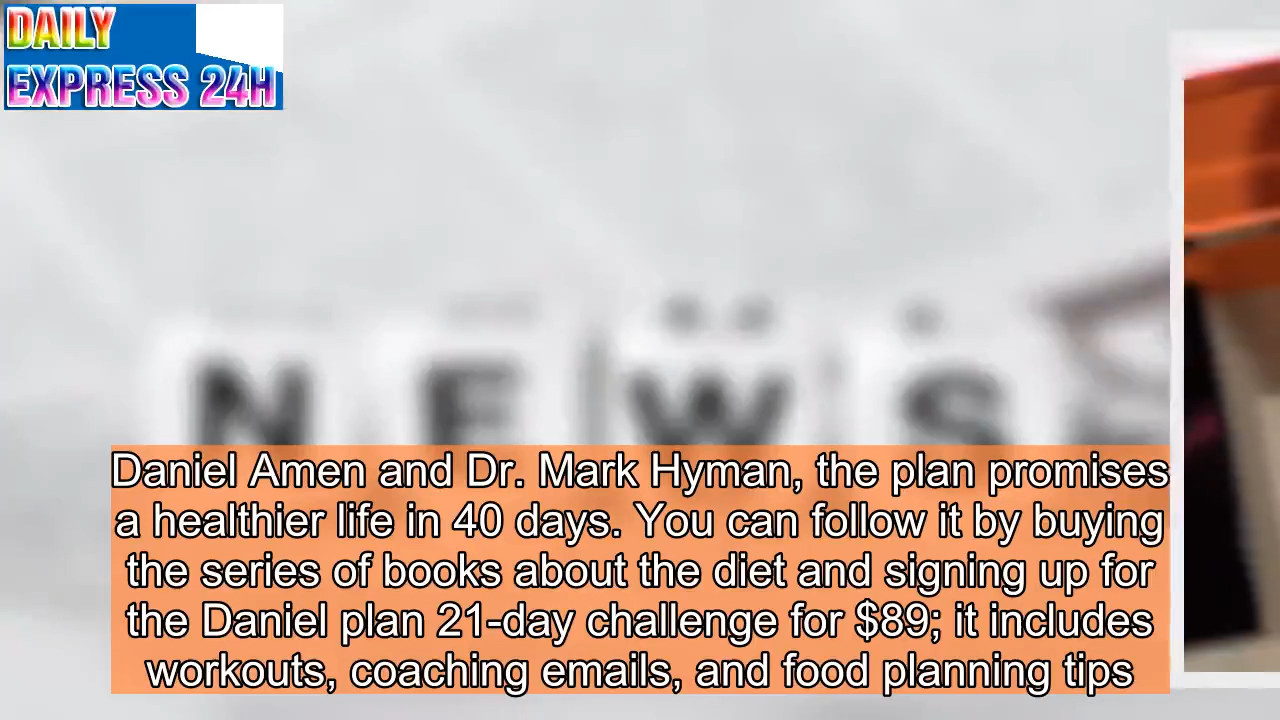 DAILY
EXPRESS 24H
NEWS
Daniel Amen and Dr. Mark Hyman, the plan promises
a healthier life in 40 days. You can follow it by buying
the series of books about the diet and signing up for
the Daniel plan 21-day challenge for $89; it includes
workouts, coaching emails, and food planning tips